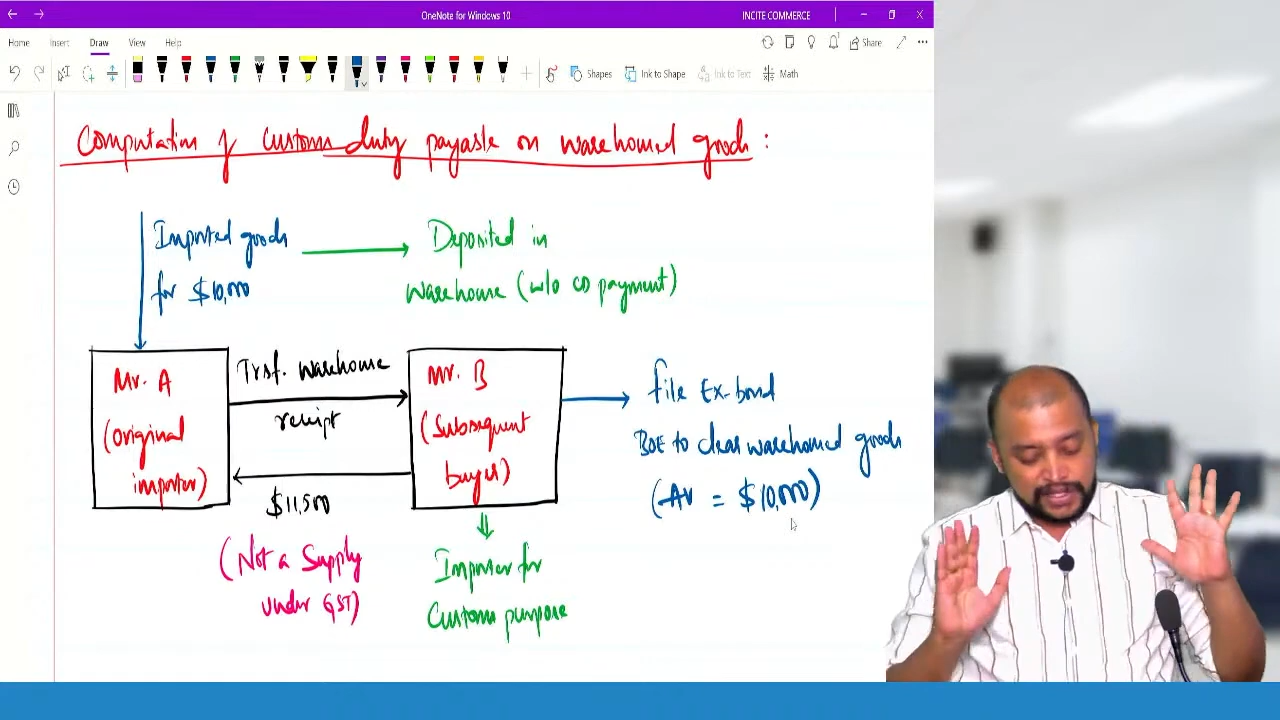 OneNote for Windows 10
INCITE COMMERCE
Home Insert Draw View Help
Share
Shapes
Ink to Shape
Ink to Text
Math
Computation of custom duty payable on warehoused goods:
Imported goods
for $10,000
Deposited in
warehouse (w/o CD payment)
Mr. A
(original
importer)
Trsf. warehouse
receipt
$11,500
(Not a supply
under GST)
Mr. B
(Subsequent
buyer)
Importer for
Custom purpose
file Ex-bond
BOE to clear warehoused goods
(AV = $10,000)